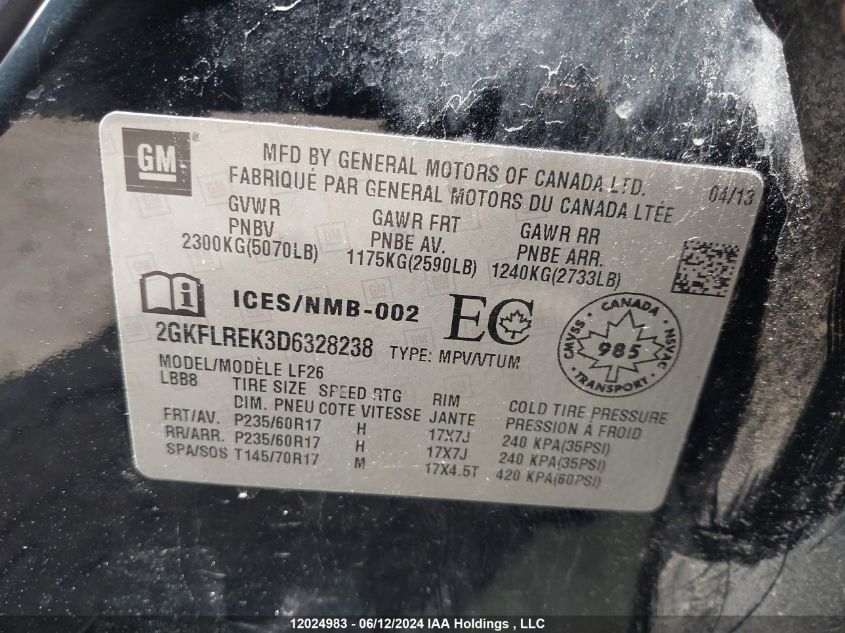 GM ®
MFD BY GENERAL MOTORS OF CANADA LTD.
FABRIQUÉ PAR GENERAL MOTORS DU CANADA LTÉE
04/13
GVWR GAWR FRT GAWR RR
PNBV PNBE AV. PNBE ARR.
2300KG(5070LB) 1175KG(2590LB) 1240KG(2733LB)
ICES/NMB-002 EC
2GKFLREK3D6328238 TYPE: MPV/VTUM
CANADA
CMVSS 985 NSVAC
TRANSPORT
MODEL/MODÈLE LF26
LBB8 TIRE SIZE SPEED RTG RIM COLD TIRE PRESSURE
DIM. PNEU COTE VITESSE JANTE PRESSION À FROID
FRT/AV. P235/60R17 H 17X7J 240 KPA(35PSI)
RR/ARR. P235/60R17 H 17X7J 240 KPA(35PSI)
SPA/SOS T145/70R17 M 17X4.5T 420 KPA(60PSI)
12024983 - 06/12/2024 IAA Holdings , LLC